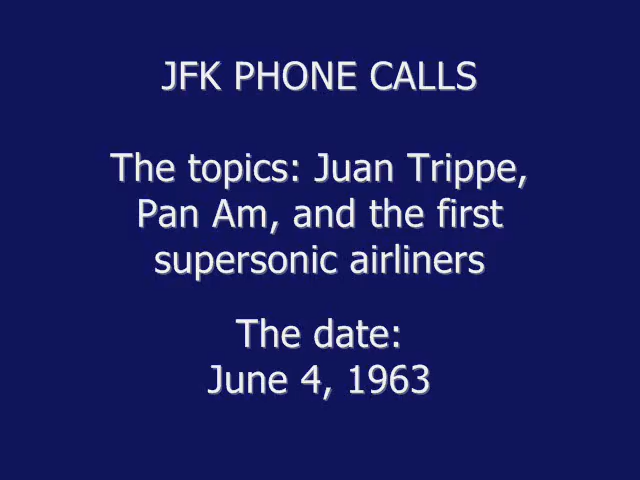 JFK PHONE CALLS
The topics: Juan Trippe,
Pan Am, and the first
supersonic airliners
The date:
June 4, 1963